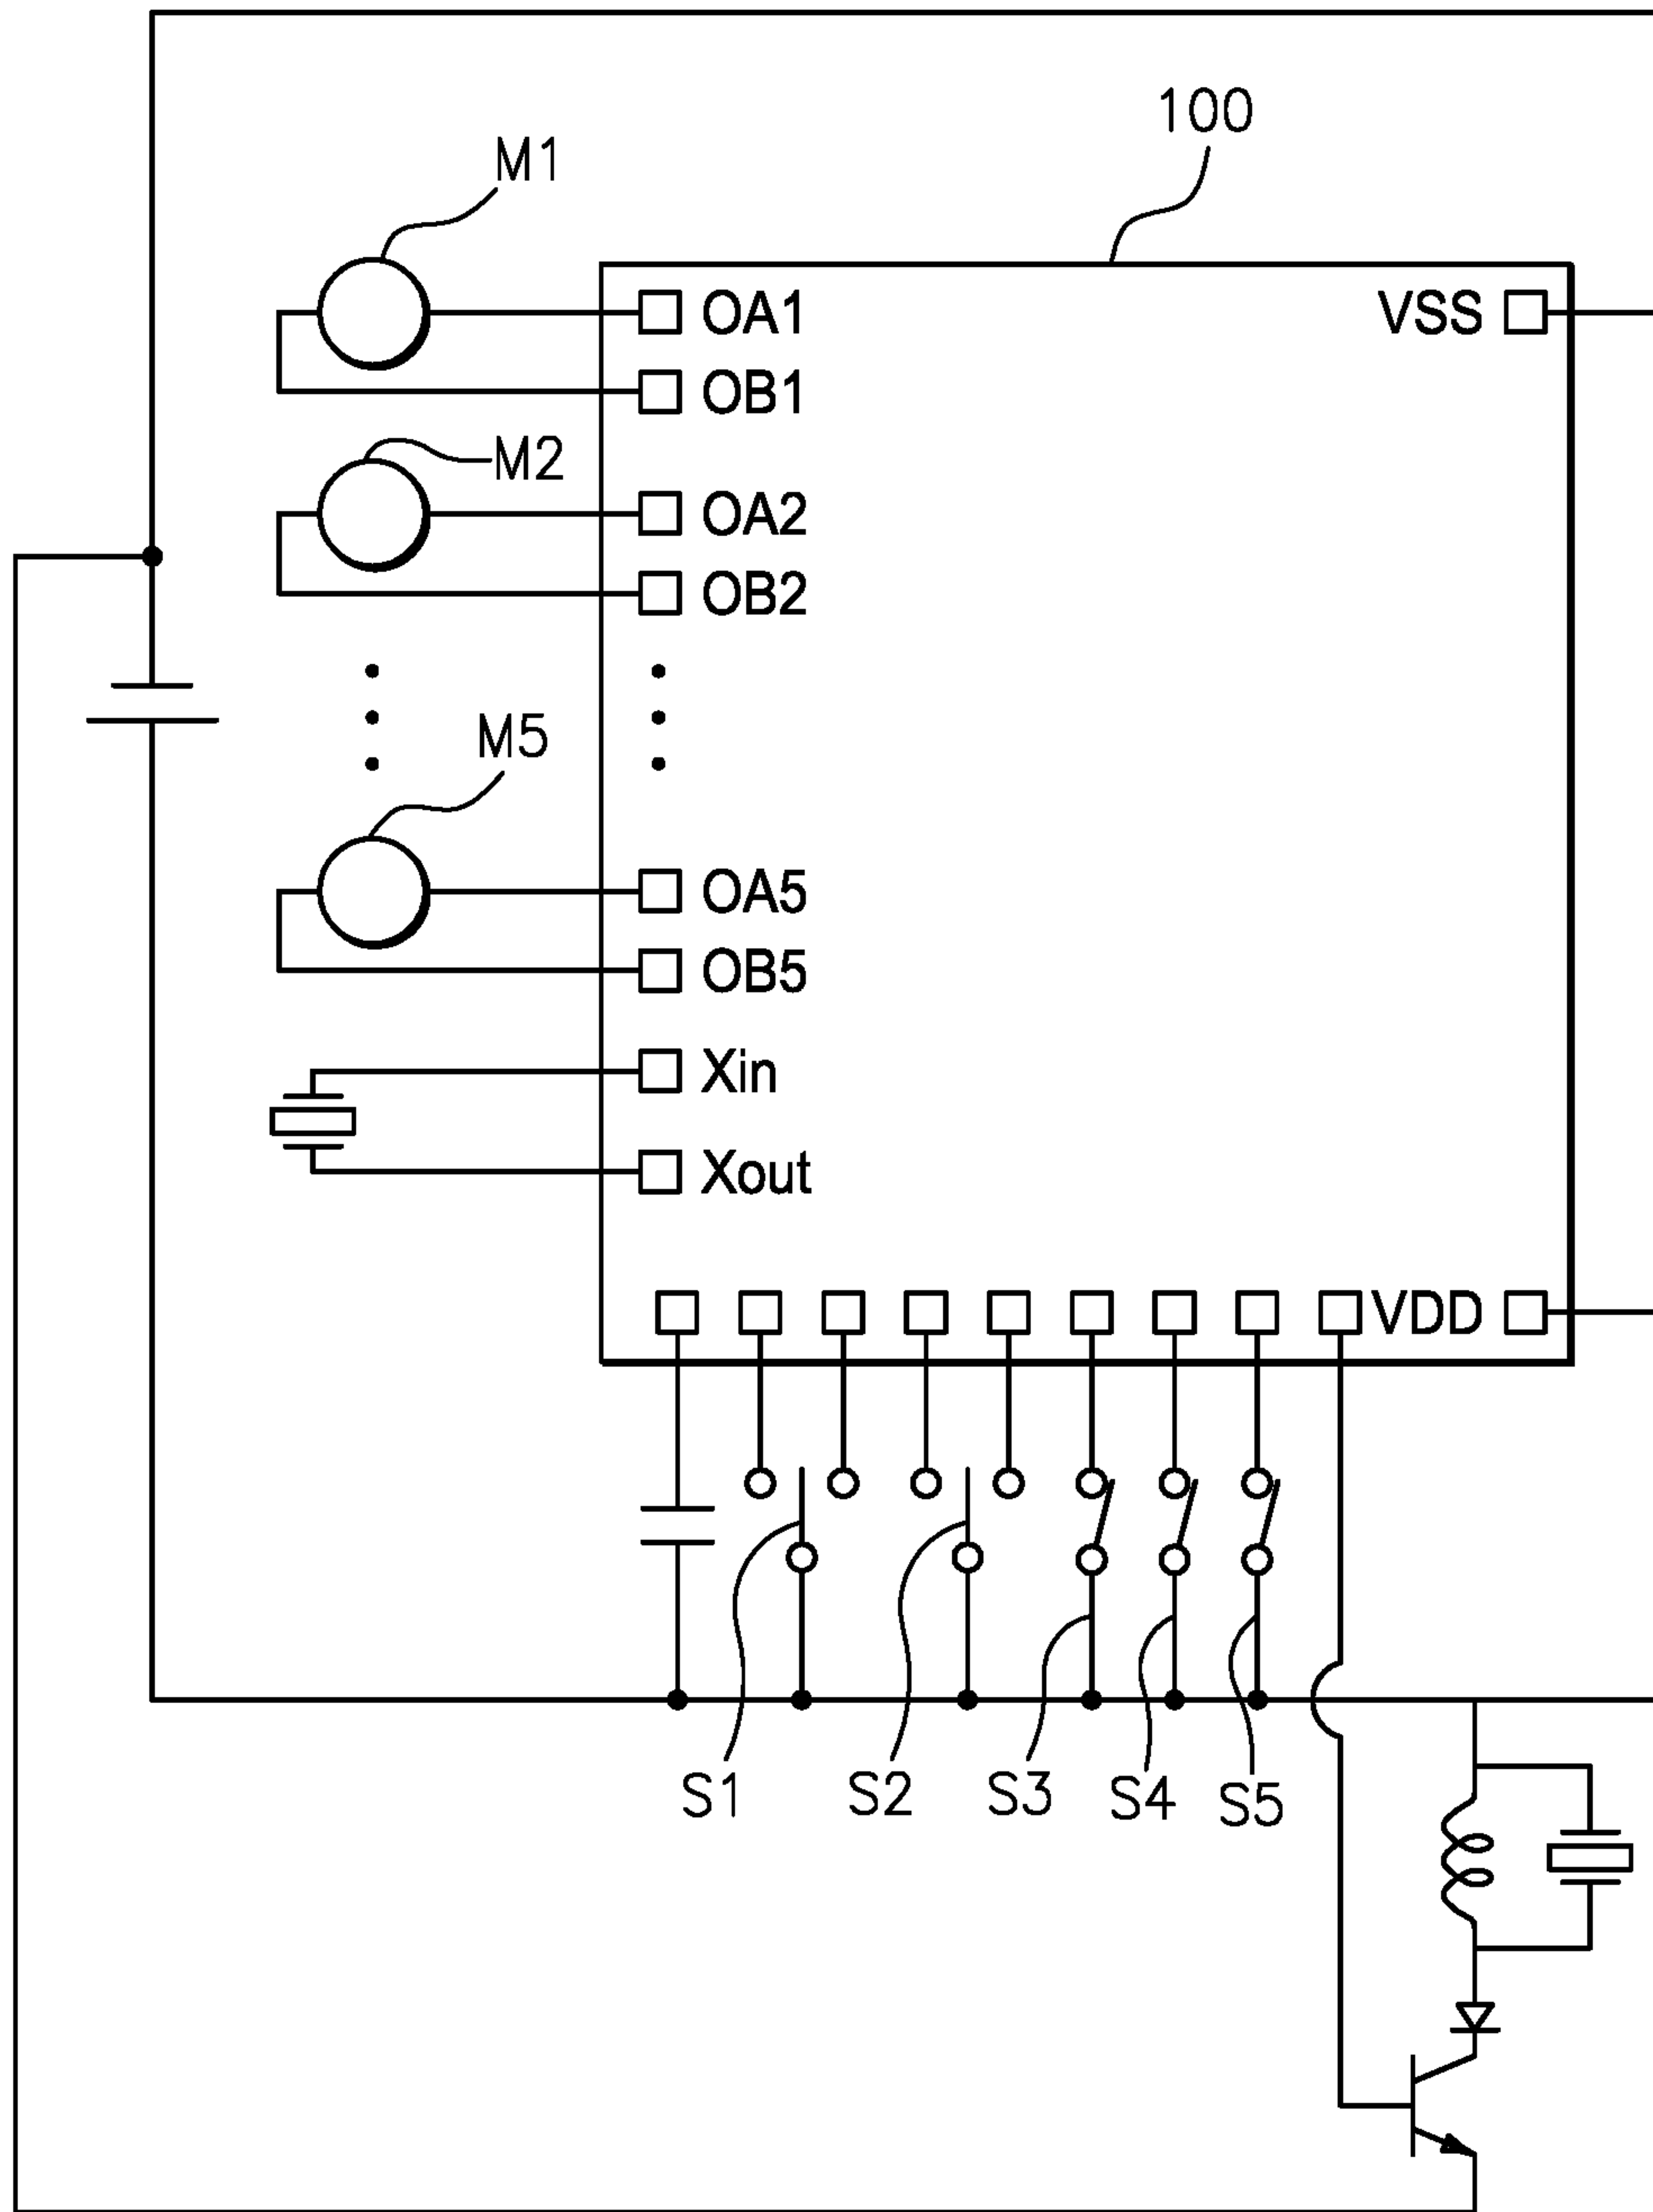 100
M1
OA1
VSS
OB1
M2
OA2
OB2
M5
OA5
OB5
Xin
Xout
VDD
S1
S2
S3
S4
S5